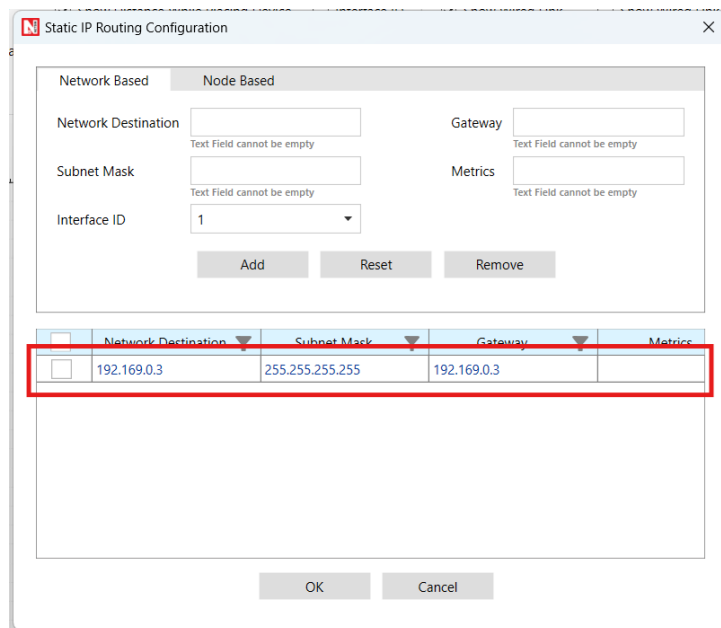 Static IP Routing Configuration
Network Based Node Based
Network Destination Gateway
Text Field cannot be empty Text Field cannot be empty
Subnet Mask Metrics
Text Field cannot be empty Text Field cannot be empty
Interface ID 1
Add Reset Remove
Network Destination Subnet Mask Gateway Metrics
192.169.0.3 255.255.255.255 192.169.0.3
OK Cancel